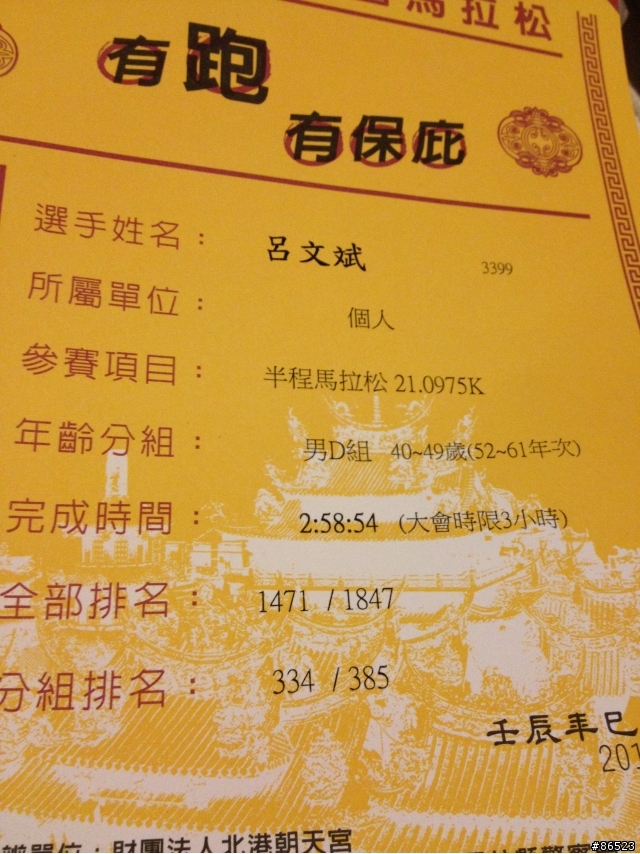 馬拉松
有跑
有保庇
選手姓名： 呂文斌 3399
所屬單位： 個人
參賽項目： 半程馬拉松 21.0975K
年齡分組： 男D組 40~49歲(52~61年次)
完成時間： 2:58:54 (大會時限3小時)
全部排名： 1471 / 1847
分組排名： 334 / 385
壬辰年巳
201
辦單位：財團法人北港朝天宮
#86523